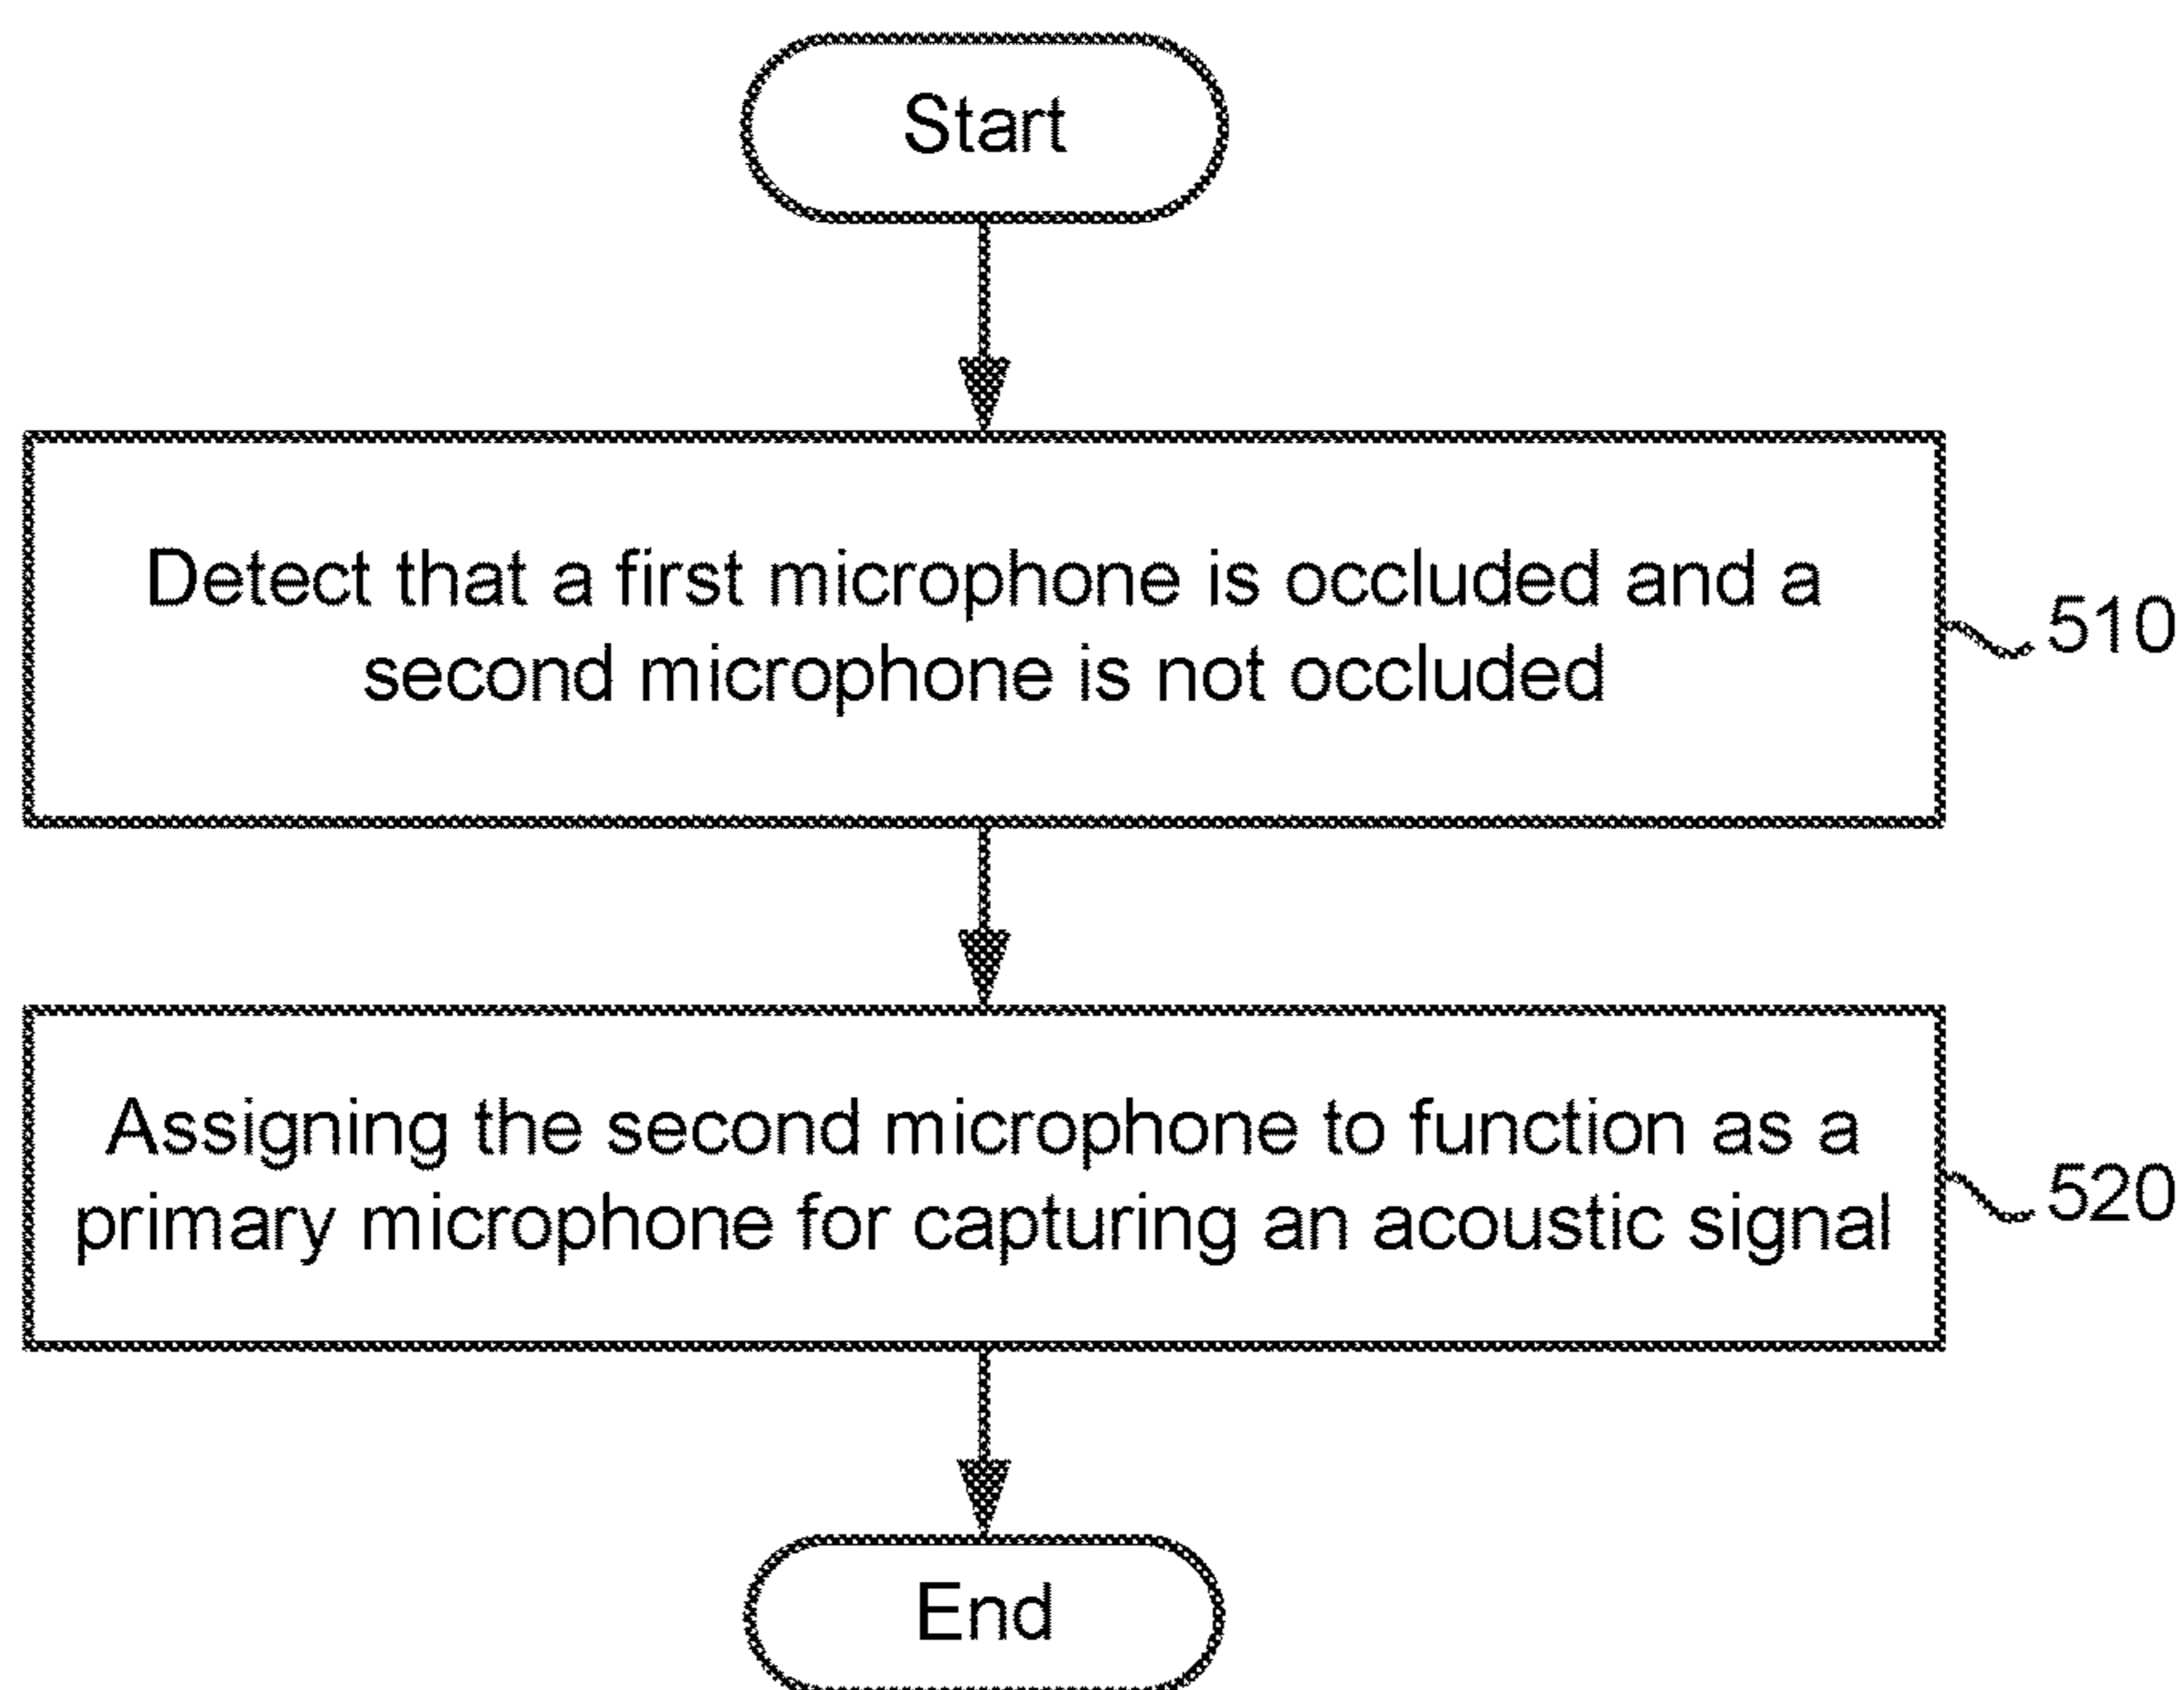 Start
Detect that a first microphone is occluded and a
second microphone is not occluded
510
Assigning the second microphone to function as a
primary microphone for capturing an acoustic signal
520
End